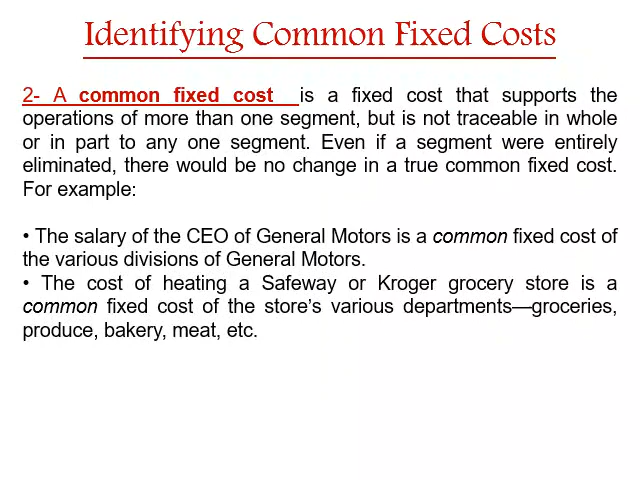 Identifying Common Fixed Costs
2- A common fixed cost is a fixed cost that supports the
operations of more than one segment, but is not traceable in whole
or in part to any one segment. Even if a segment were entirely
eliminated, there would be no change in a true common fixed cost.
For example:
• The salary of the CEO of General Motors is a common fixed cost of
the various divisions of General Motors.
• The cost of heating a Safeway or Kroger grocery store is a
common fixed cost of the store’s various departments—groceries,
produce, bakery, meat, etc.